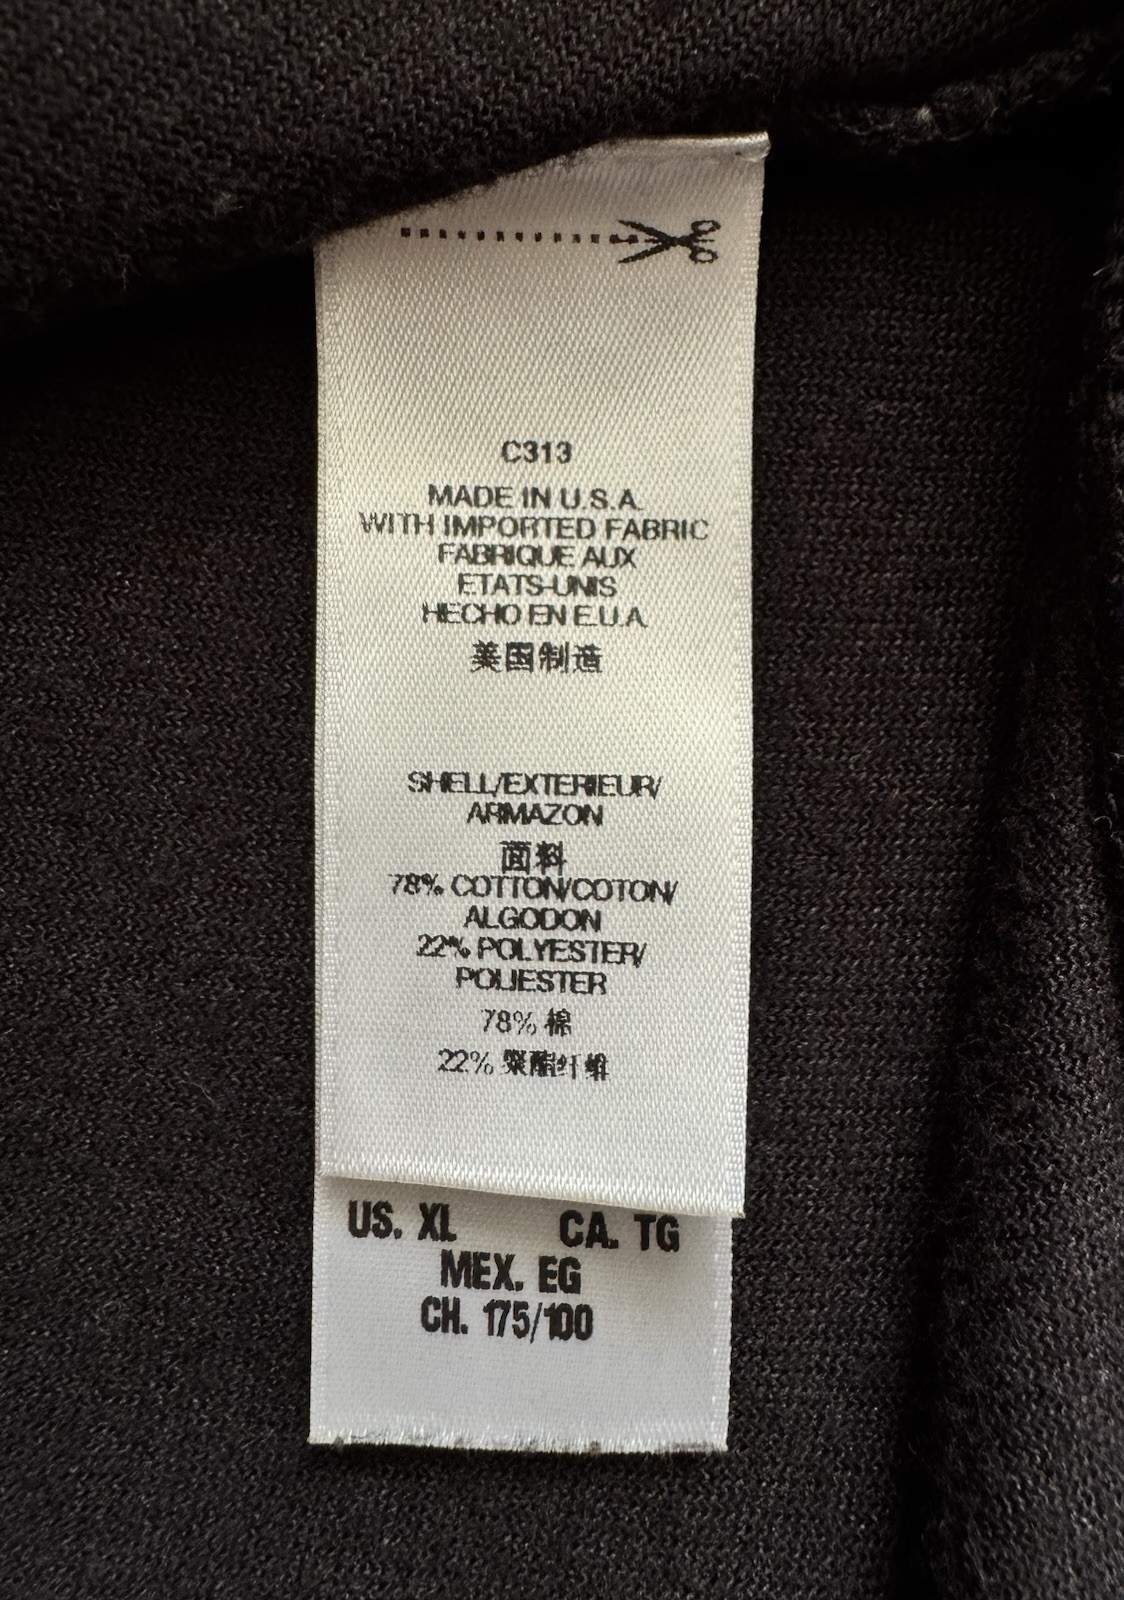 C313
MADE IN U.S.A.
WITH IMPORTED FABRIC
FABRIQUE AUX
ETATS-UNIS
HECHO EN E.U.A.
美国制造
SHELL/EXTERIEUR/
ARMAZON
面料
78% COTTON/COTON/
ALGODON
22% POLYESTER/
POLIESTER
78% 棉
22% 聚酯纤维
US. XL CA. TG
MEX. EG
CH. 175/100